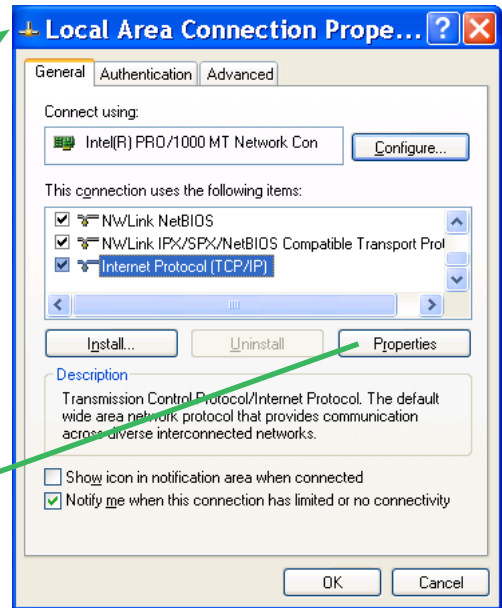 Local Area Connection Prope...
General Authentication Advanced
Connect using:
Intel(R) PRO/1000 MT Network Con Configure...
This connection uses the following items:
NWLink NetBIOS
NWLink IPX/SPX/NetBIOS Compatible Transport Prot
Internet Protocol (TCP/IP)
Install... Uninstall Properties
Description
Transmission Control Protocol/Internet Protocol. The default
wide area network protocol that provides communication
across diverse interconnected networks.
Show icon in notification area when connected
Notify me when this connection has limited or no connectivity
OK Cancel